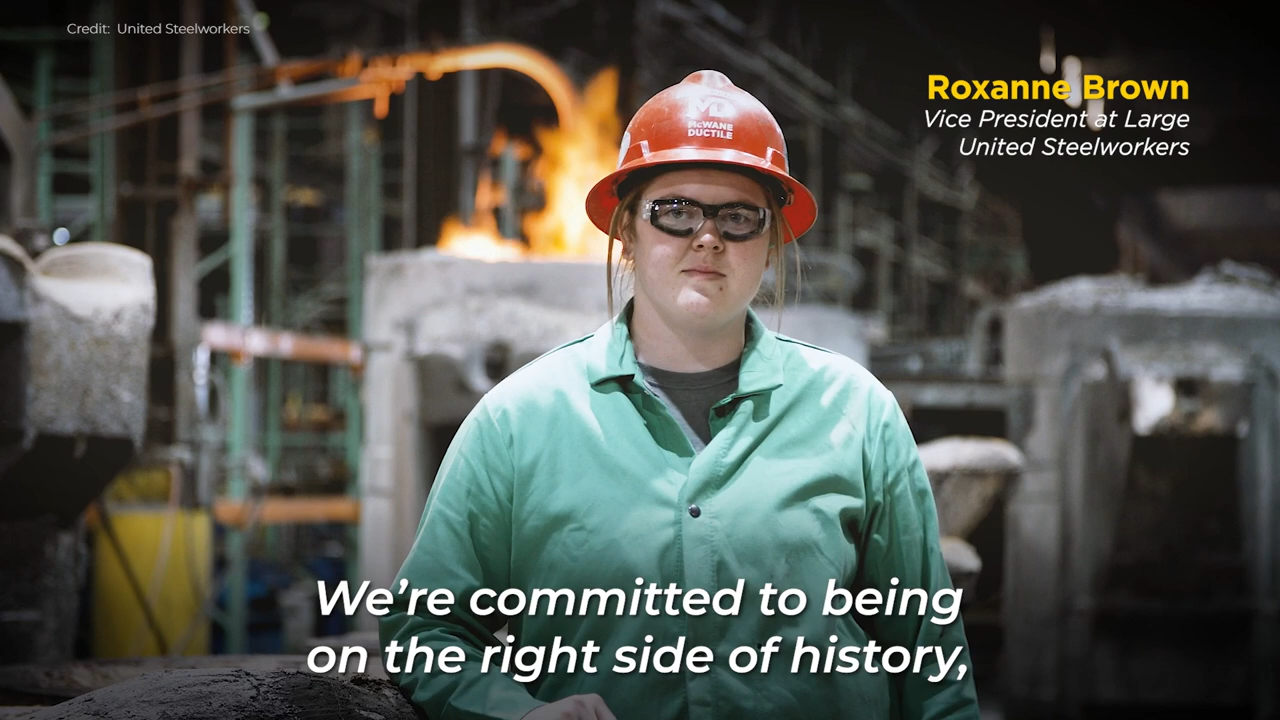 Credit: United Steelworkers
Roxanne Brown
Vice President at Large
United Steelworkers
McWANE
DUCTILE
We're committed to being
on the right side of history,